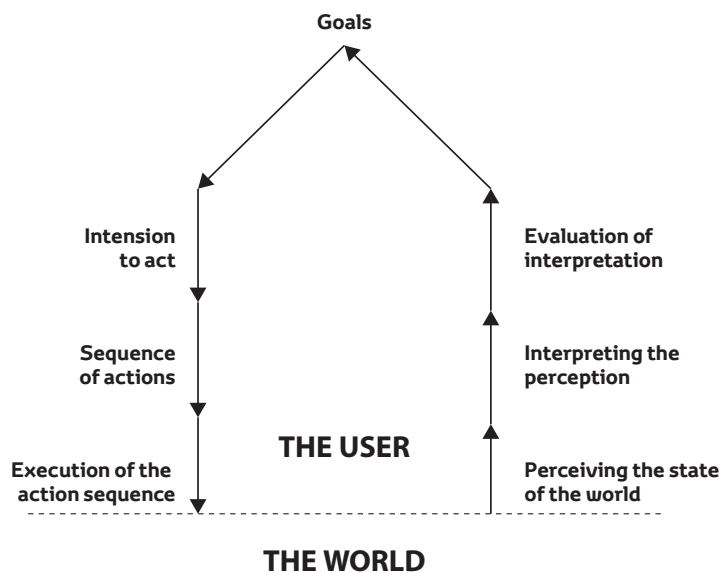 Goals
Intension
to act
Evaluation of
interpretation
Sequence
of actions
Interpreting the
perception
THE USER
Execution of the
action sequence
Perceiving the state
of the world
THE WORLD